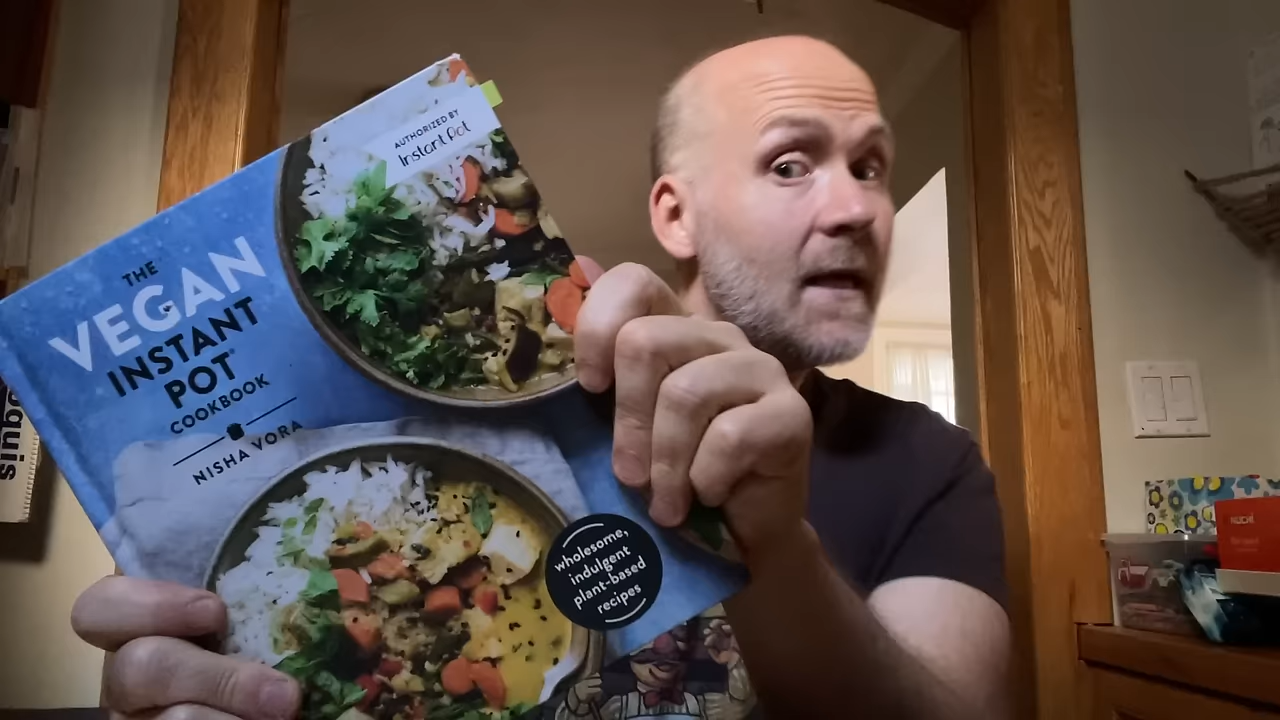 AUTHORIZED BY
Instant Pot
THE
VEGAN
INSTANT
POT
COOKBOOK
NISHA VORA
wholesome,
indulgent
plant-based
recipes